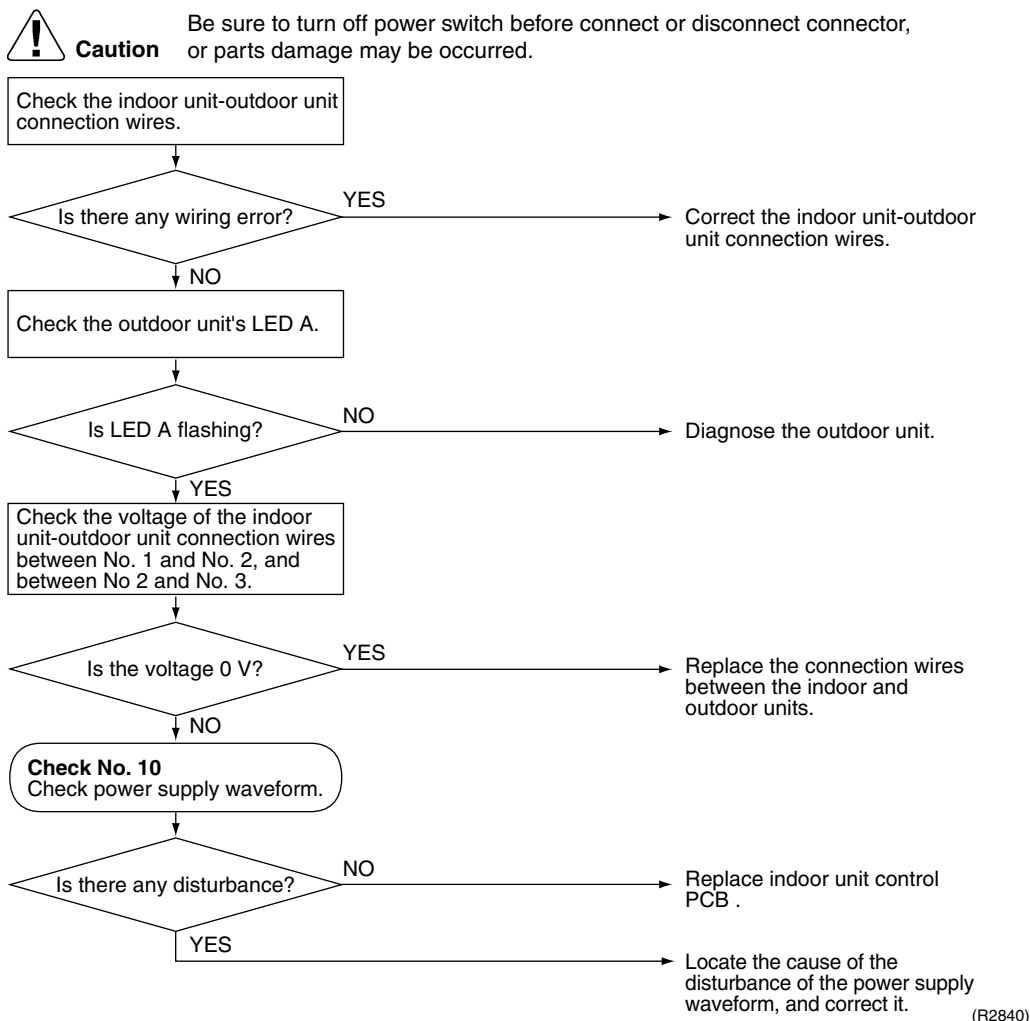 Be sure to turn off power switch before connect or disconnect connector,
Caution or parts damage may be occurred.
Check the indoor unit-outdoor unit
connection wires.
Is there any wiring error?
YES
Correct the indoor unit-outdoor
unit connection wires.
NO
Check the outdoor unit's LED A.
Is LED A flashing?
NO
Diagnose the outdoor unit.
YES
Check the voltage of the indoor
unit-outdoor unit connection wires
between No. 1 and No. 2, and
between No 2 and No. 3.
Is the voltage 0 V?
YES
Replace the connection wires
between the indoor and
outdoor units.
NO
Check No. 10
Check power supply waveform.
Is there any disturbance?
NO
Replace indoor unit control
PCB .
YES
Locate the cause of the
disturbance of the power supply
waveform, and correct it.
(R2840)